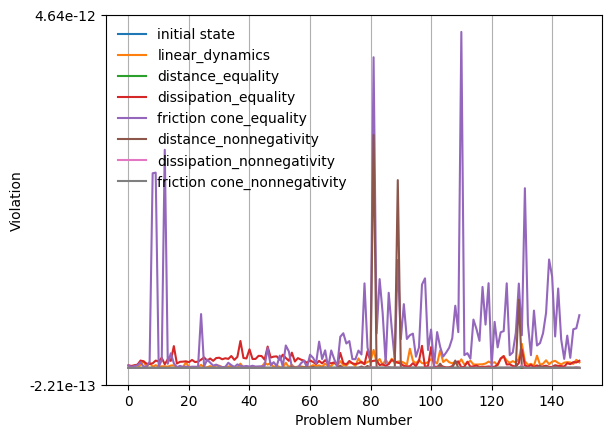 4.64e-12
initial state
linear_dynamics
distance_equality
dissipation_equality
friction cone_equality
distance_nonnegativity
dissipation_nonnegativity
friction cone_nonnegativity
Violation
-2.21e-13
0 20 40 60 80 100 120 140
Problem Number